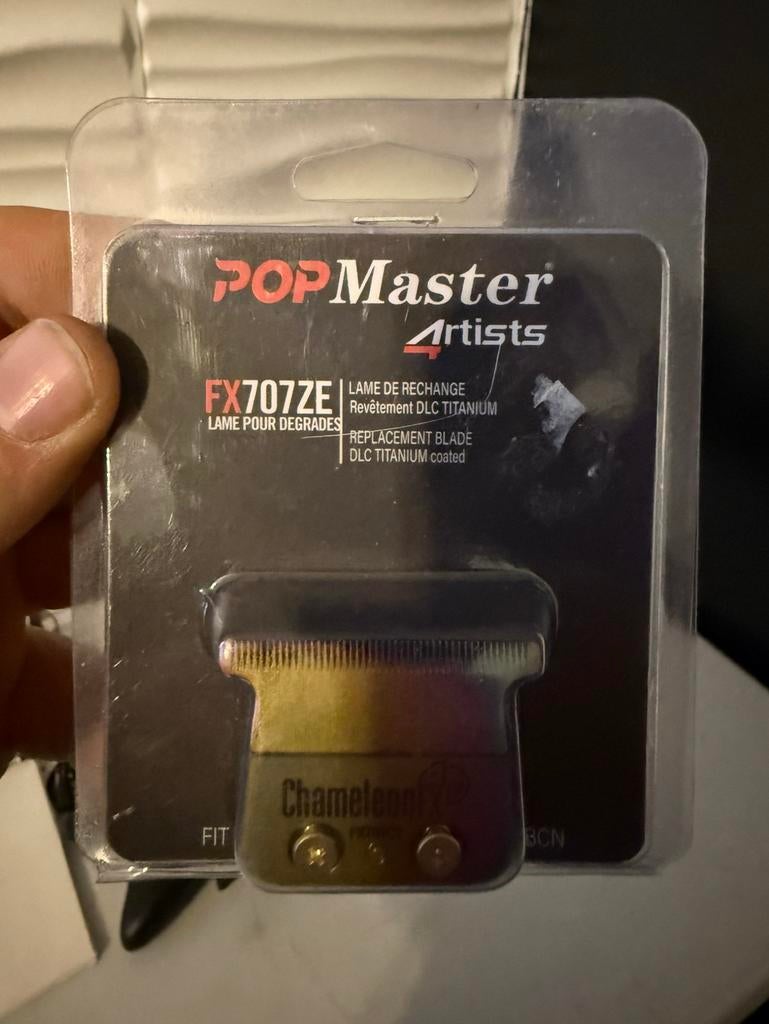 POPMaster
4rtists
FX707ZE
LAME POUR DEGRADES
LAME DE RECHANGE
Revêtement DLC TITANIUM
REPLACEMENT BLADE
DLC TITANIUM coated
ChameleonFX
FIT
BCN